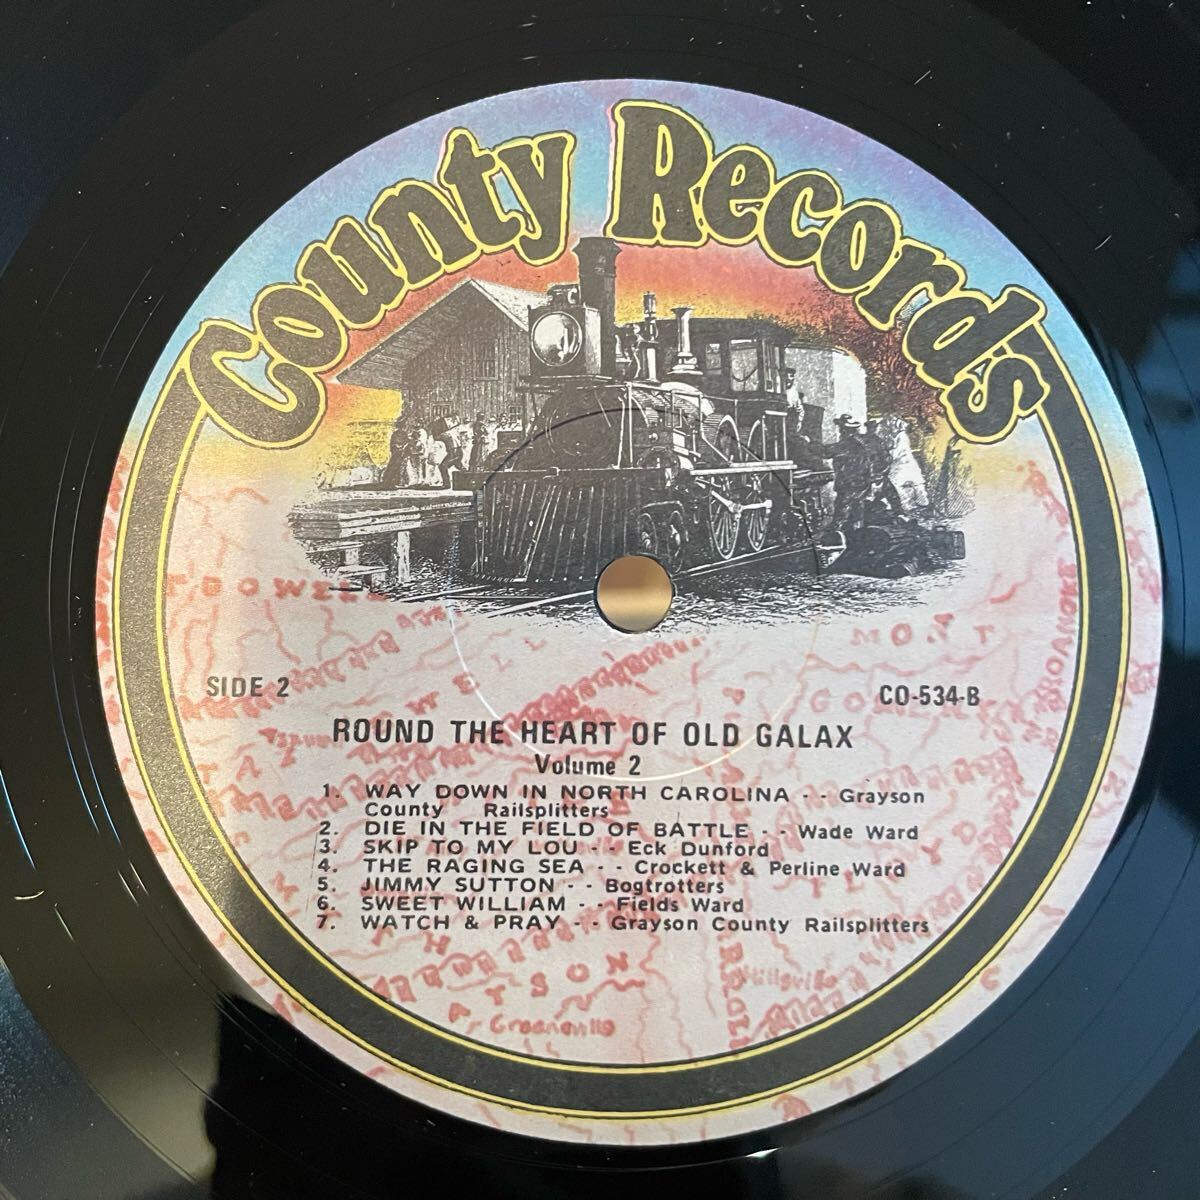 County Records
SIDE 2
CO-534-B
ROUND THE HEART OF OLD GALAX
Volume 2
1. WAY DOWN IN NORTH CAROLINA - - Grayson
County Railsplitters
2. DIE IN THE FIELD OF BATTLE - - Wade Ward
3. SKIP TO MY LOU - - Eck Dunford
4. THE RAGING SEA - - Crockett & Perline Ward
5. JIMMY SUTTON - - Bogtrotters
6. SWEET WILLIAM - - Fields Ward
7. WATCH & PRAY - - Grayson County Railsplitters
Hillsville
Greeneville